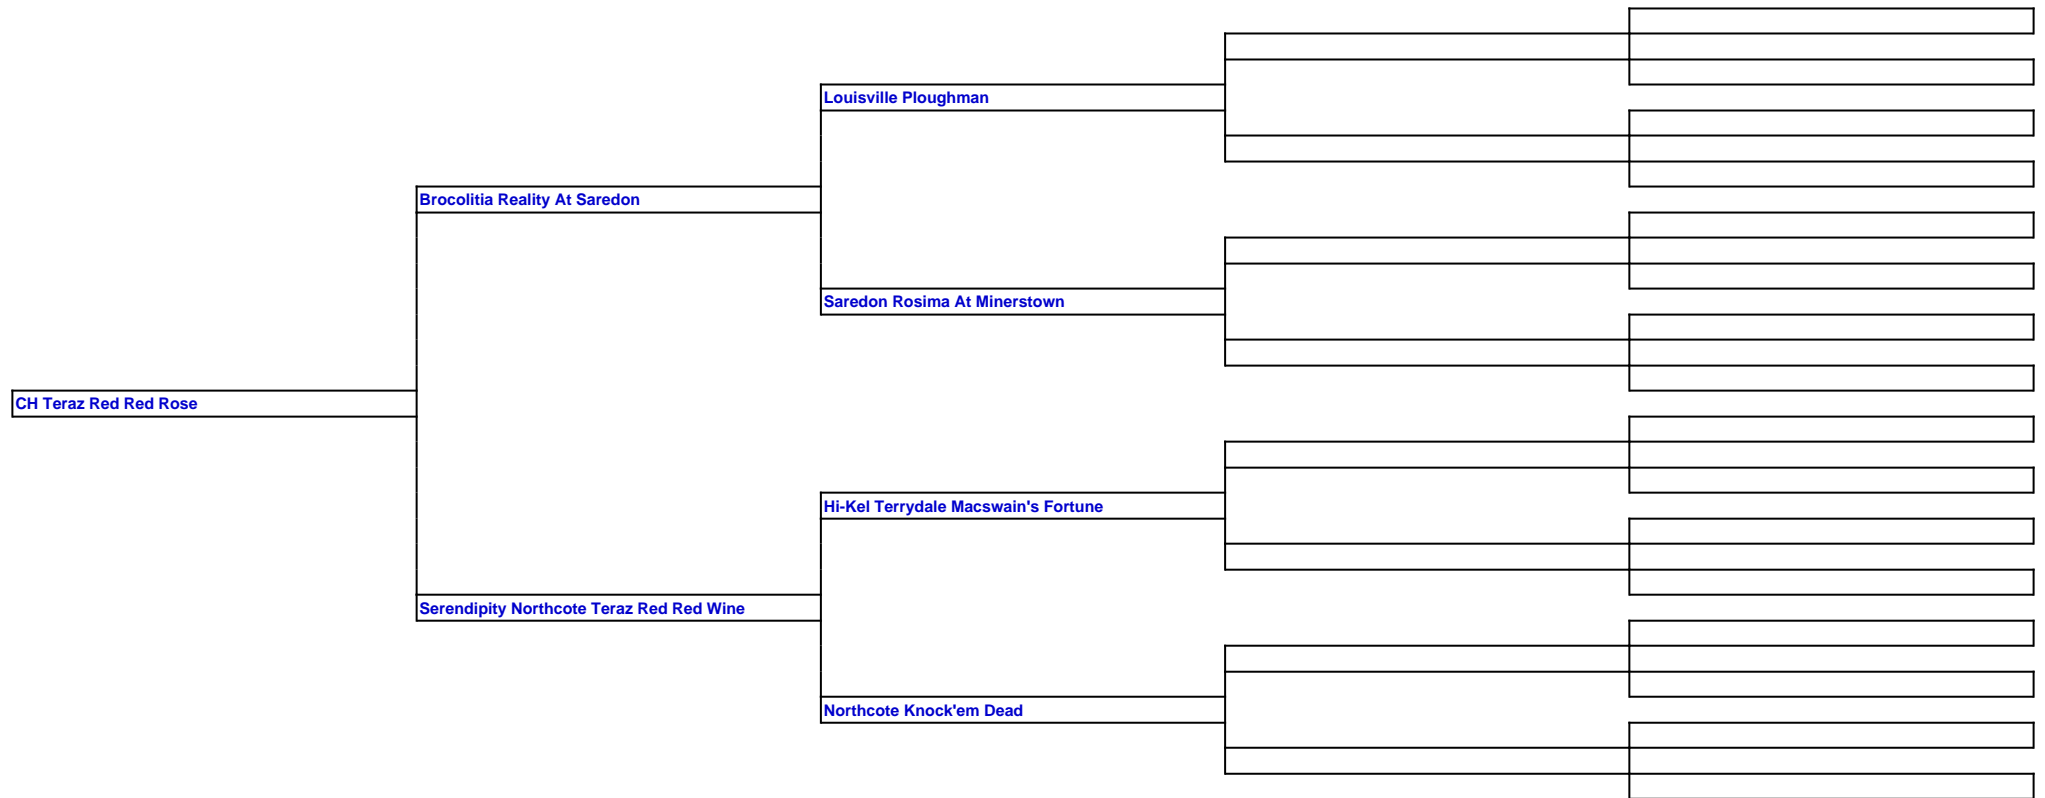 Louisville Ploughman
Brocolitia Reality At Saredon
Saredon Rosima At Minerstown
CH Teraz Red Red Rose
Hi-Kel Terrydale Macswain's Fortune
Serendipity Northcote Teraz Red Red Wine
Northcote Knock'em Dead